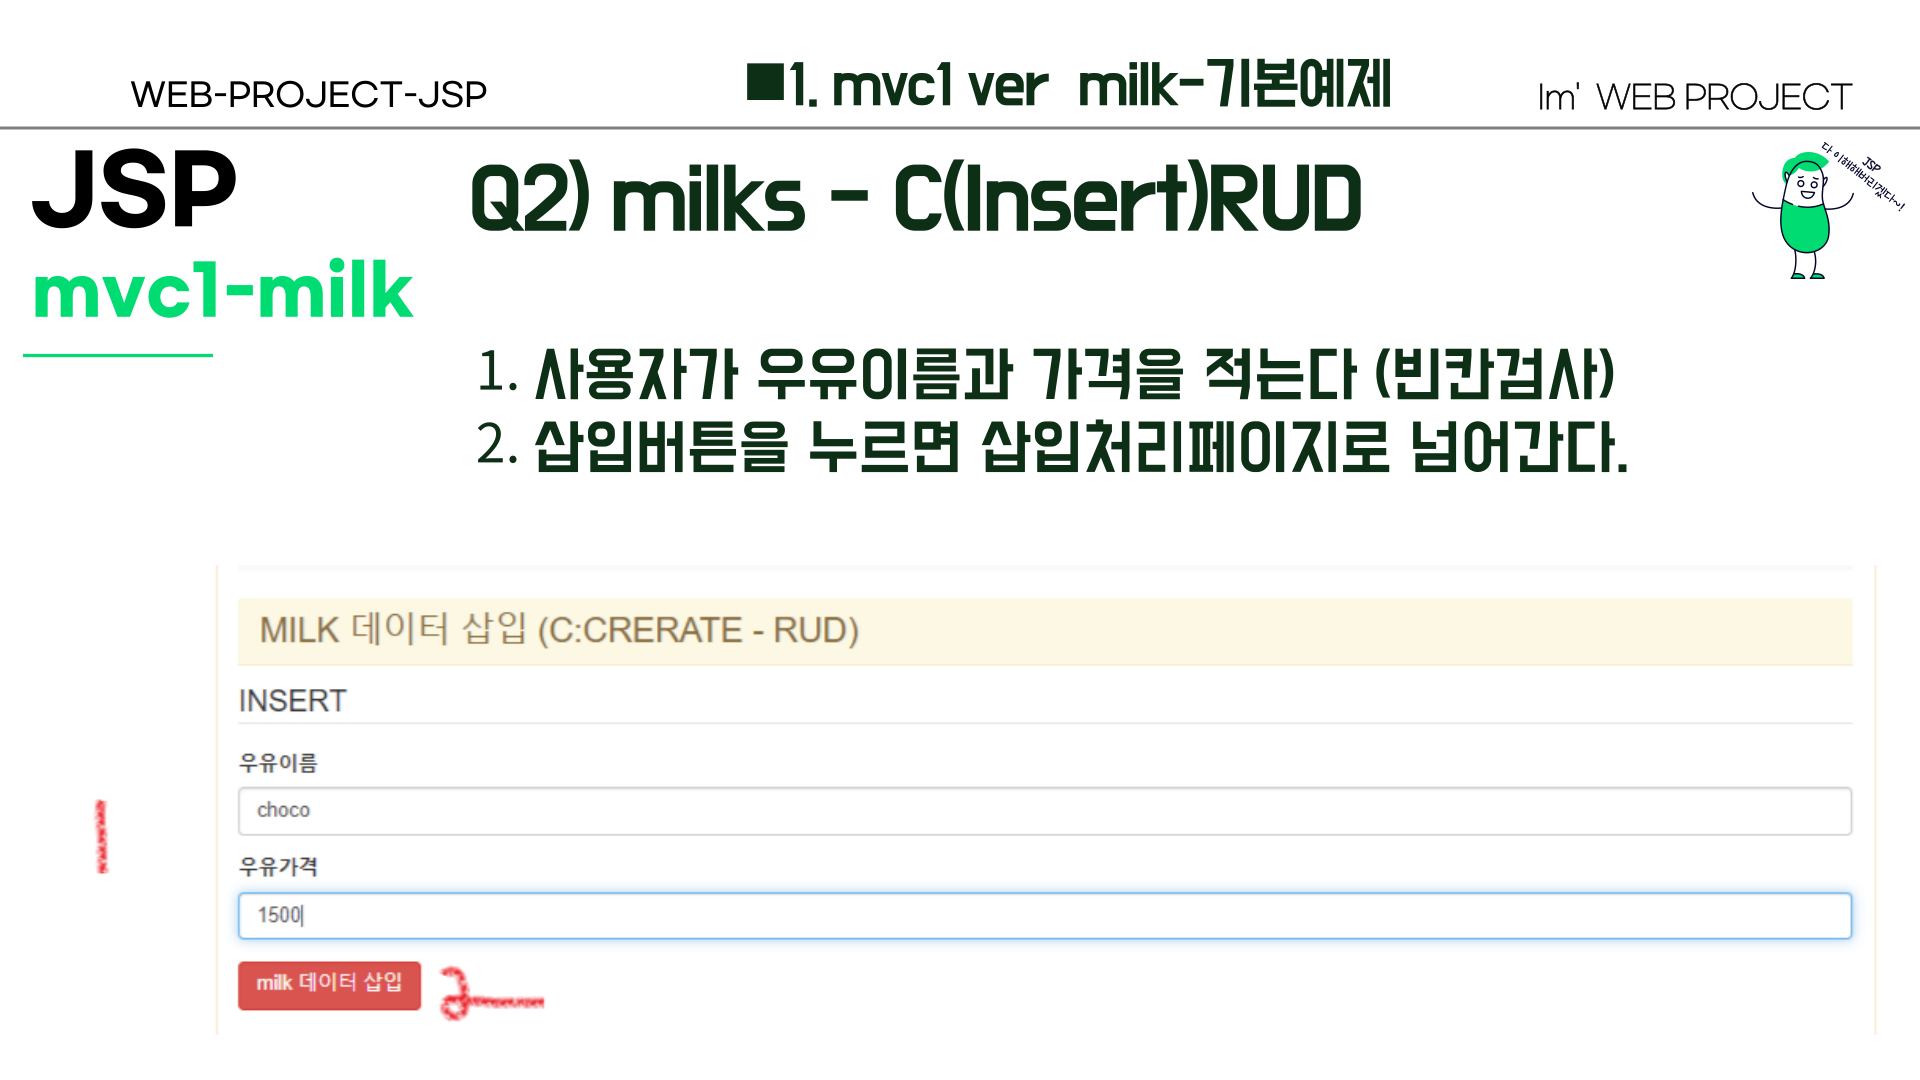 WEB-PROJECT-JSP
■1. mvc1 ver milk-기본예제
Im' WEB PROJECT
JSP
mvc1-milk
Q2) milks - C(Insert)RUD
JSP
다 이해해버리겠다~!
1. 사용자가 우유이름과 가격을 적는다 (빈칸검사)
2. 삽입버튼을 누르면 삽입처리페이지로 넘어간다.
MILK 데이터 삽입 (C:CRERATE - RUD)
INSERT
우유이름
choco
1
우유가격
1500
milk 데이터 삽입
2